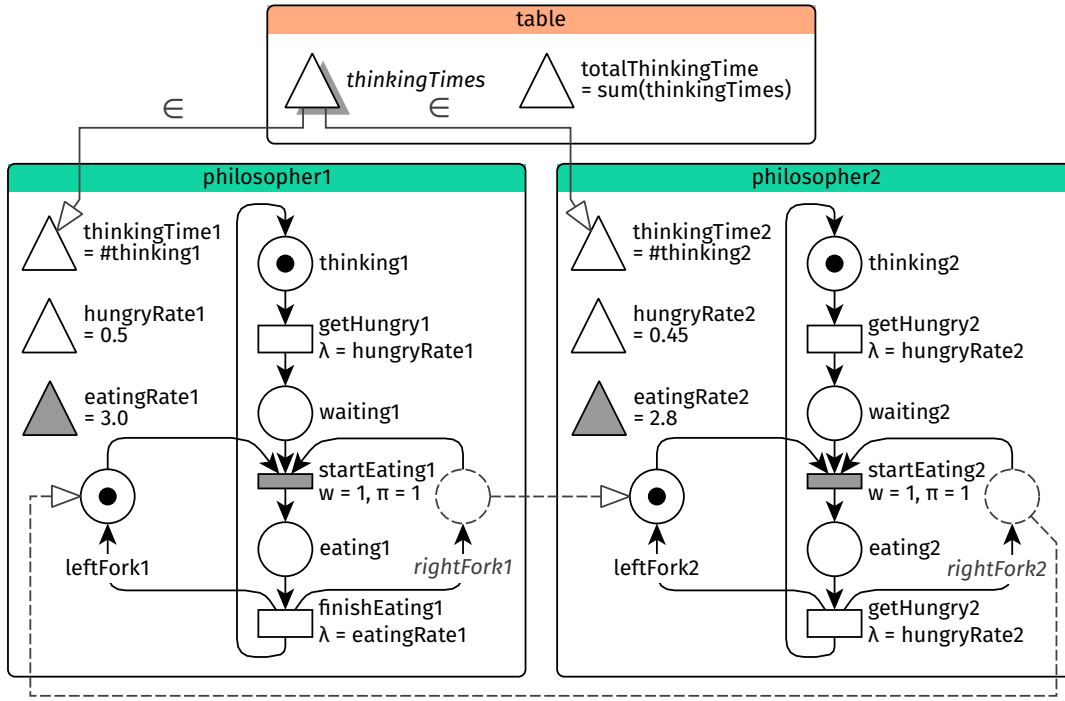 table
thinkingTimes
totalThinkingTime
= sum(thinkingTimes)
∈
∈
philosopher1
thinkingTime1
= #thinking1
hungryRate1
= 0.5
eatingRate1
= 3.0
thinking1
getHungry1
λ = hungryRate1
waiting1
startEating1
w = 1, π = 1
eating1
leftFork1
rightFork1
finishEating1
λ = eatingRate1
philosopher2
thinkingTime2
= #thinking2
hungryRate2
= 0.45
eatingRate2
= 2.8
thinking2
getHungry2
λ = hungryRate2
waiting2
startEating2
w = 1, π = 1
eating2
leftFork2
rightFork2
getHungry2
λ = hungryRate2